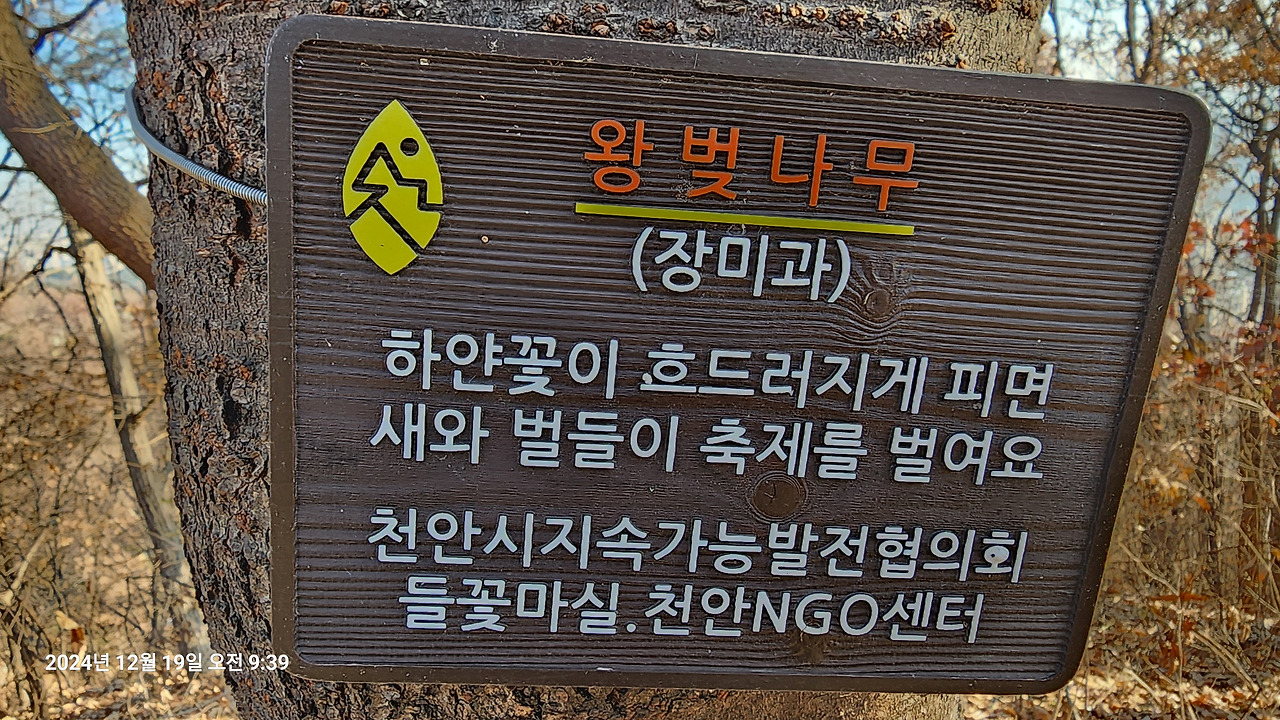 왕벚나무
(장미과)
하얀꽃이 흐드러지게 피면
새와 벌들이 축제를 벌여요
천안시지속가능발전협의회
들꽃마실.천안NGO센터
2024년 12월 19일 오전 9:39